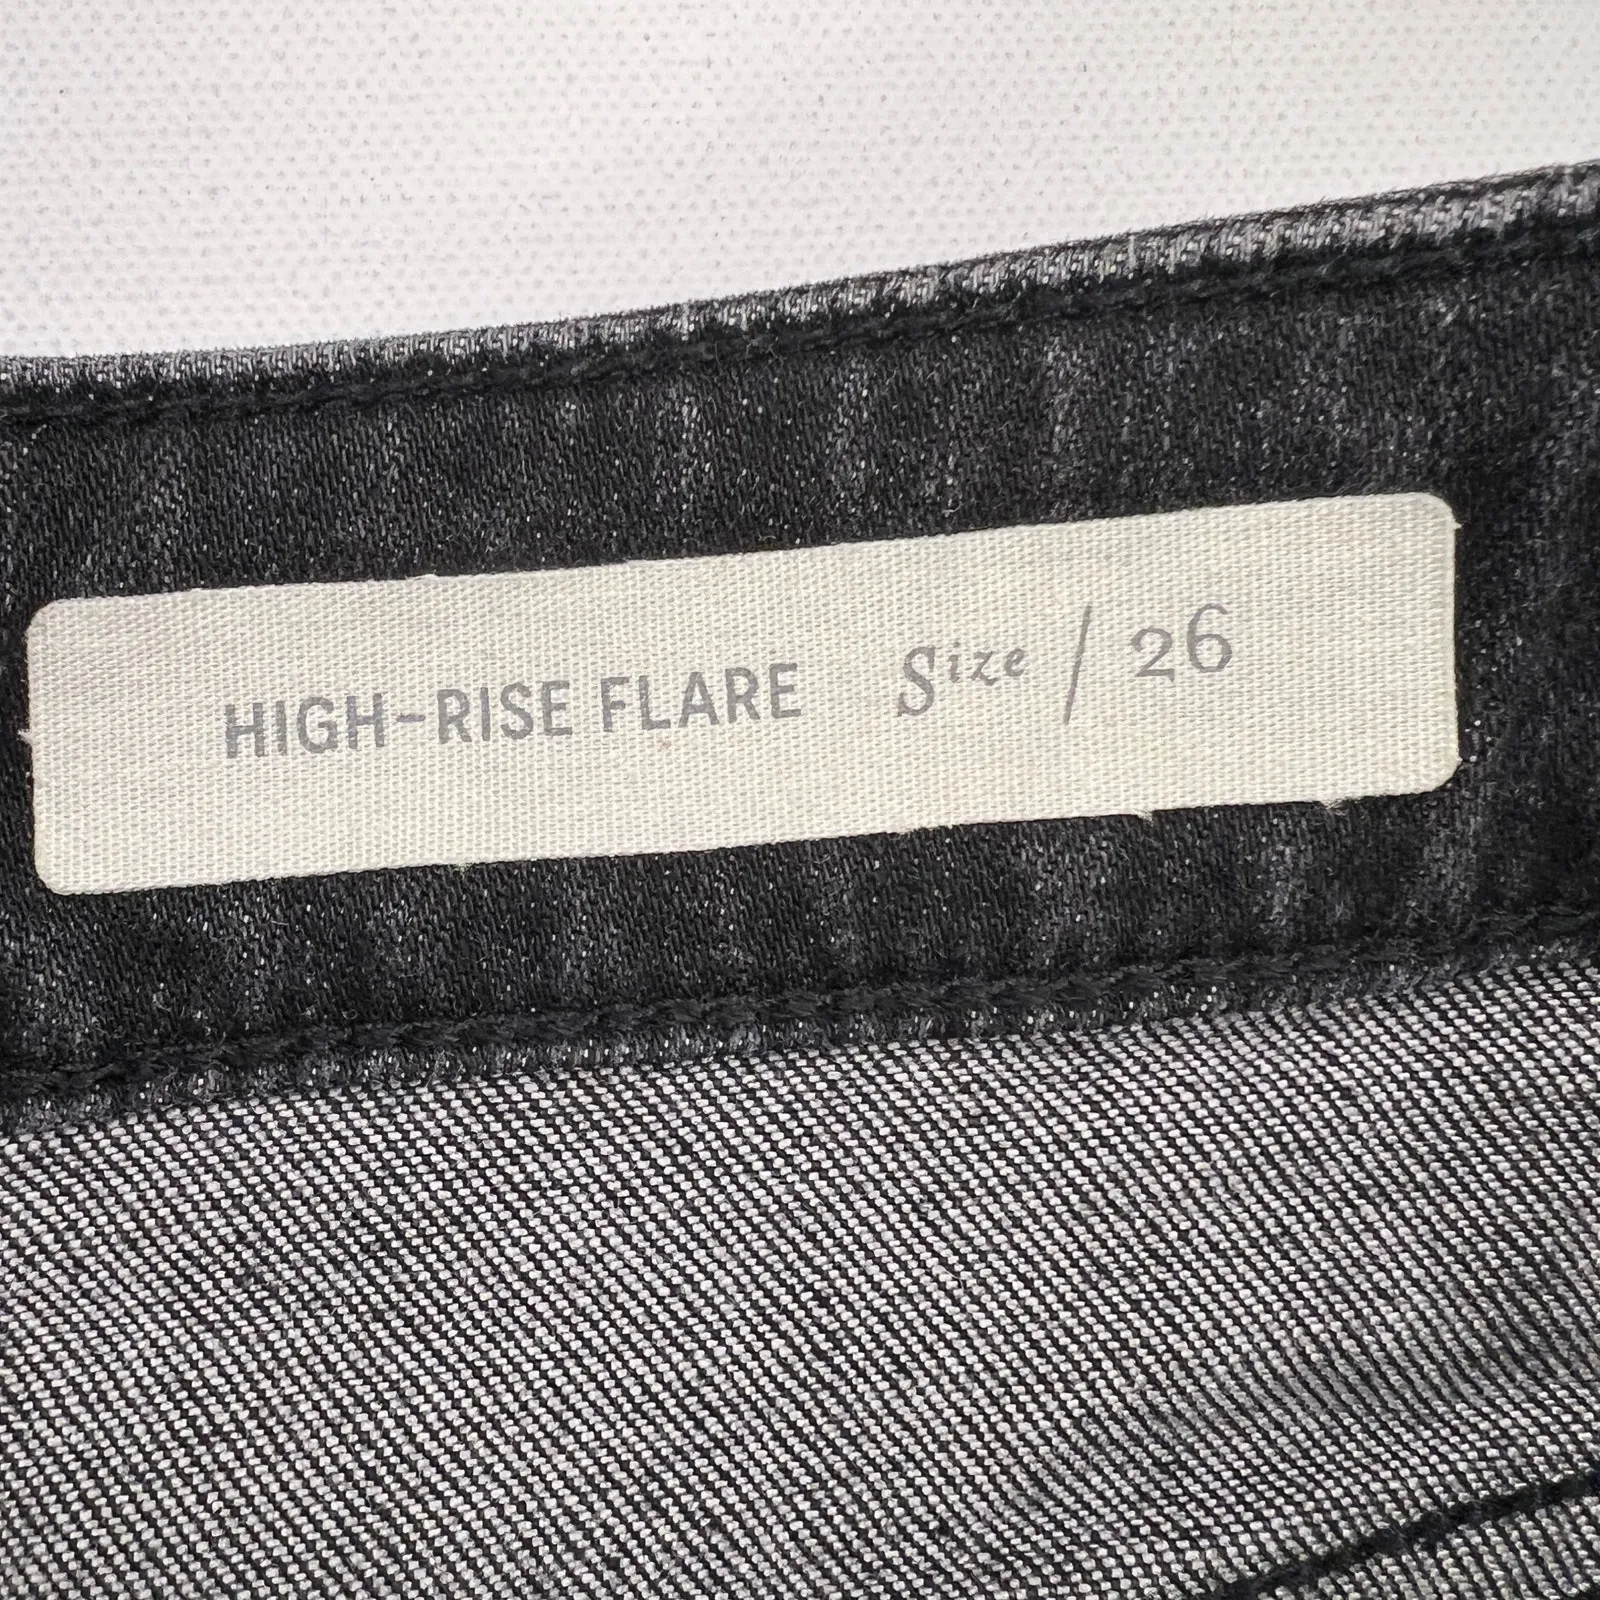 HIGH-RISE FLARE Size / 26